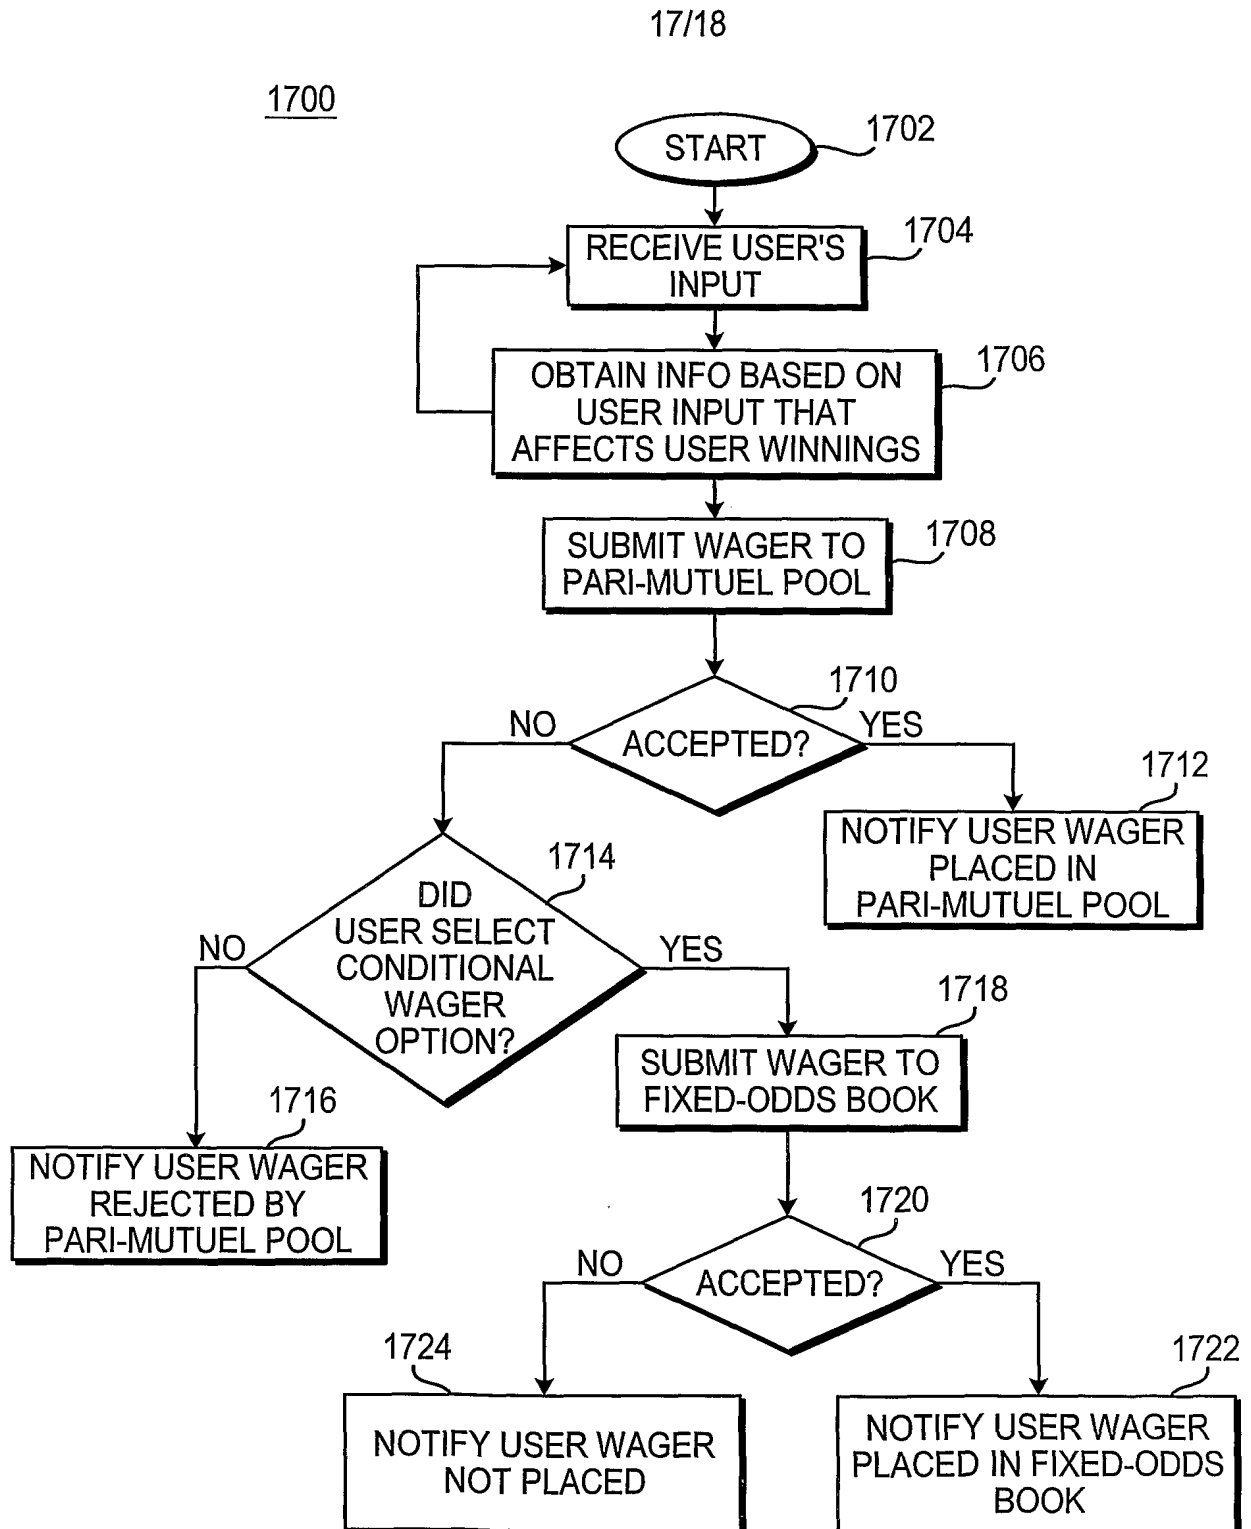 17/18
1700
START
1702
RECEIVE USER'S
INPUT
1704
OBTAIN INFO BASED ON
USER INPUT THAT
AFFECTS USER WINNINGS
1706
SUBMIT WAGER TO
PARI-MUTUEL POOL
1708
ACCEPTED?
1710
NO
YES
1712
NOTIFY USER WAGER
PLACED IN
PARI-MUTUEL POOL
1714
DID
USER SELECT
CONDITIONAL
WAGER
OPTION?
NO
YES
1716
NOTIFY USER WAGER
REJECTED BY
PARI-MUTUEL POOL
1718
SUBMIT WAGER TO
FIXED-ODDS BOOK
1720
ACCEPTED?
NO
YES
1724
NOTIFY USER WAGER
NOT PLACED
1722
NOTIFY USER WAGER
PLACED IN FIXED-ODDS
BOOK